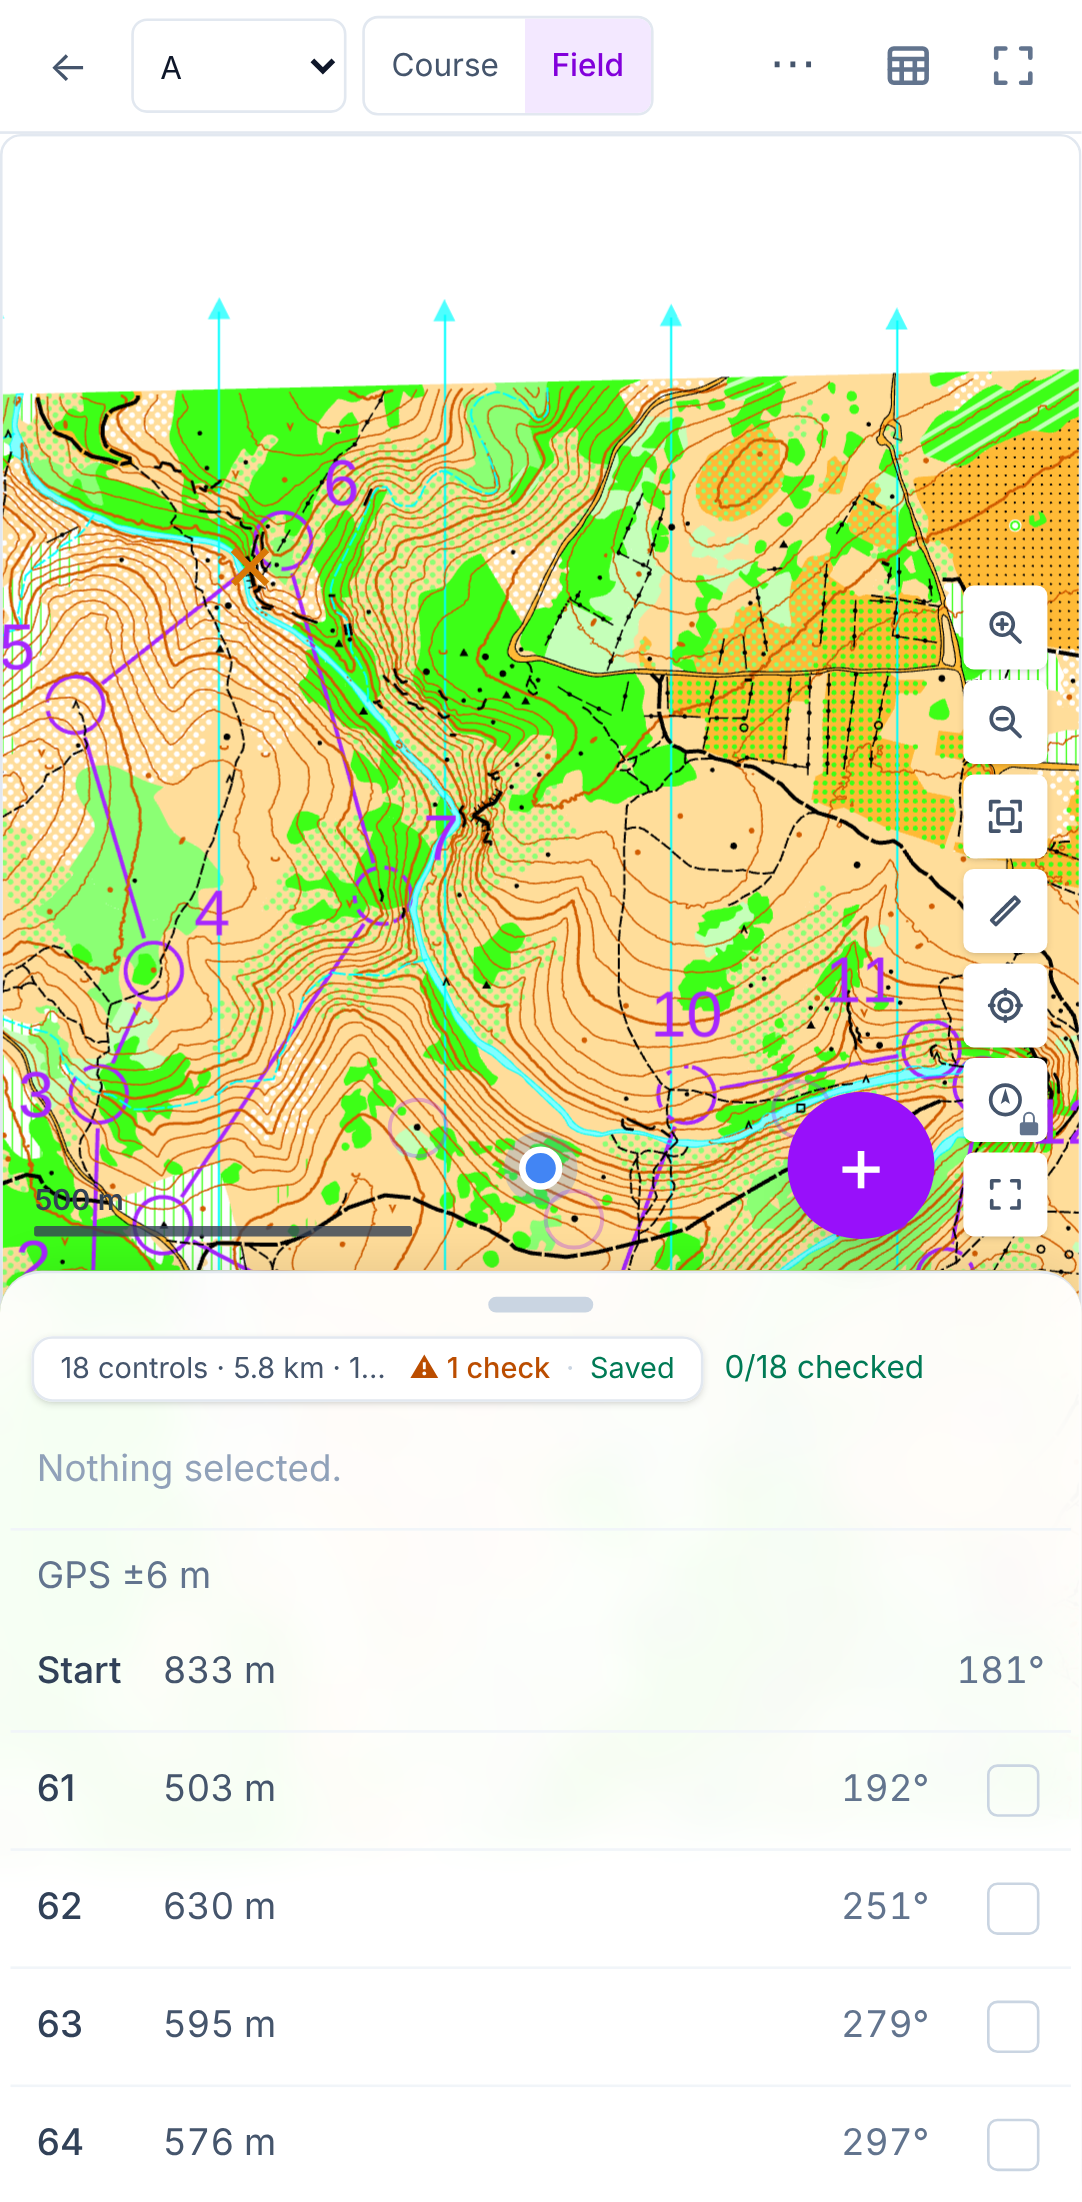 A
Course
Field
...
6
5
7
4
11
10
3
12
500 m
2
18 controls · 5.8 km · 1...
1 check · Saved
0/18 checked
Nothing selected.
GPS ±6 m
Start 833 m 181°
61 503 m 192°
62 630 m 251°
63 595 m 279°
64 576 m 297°